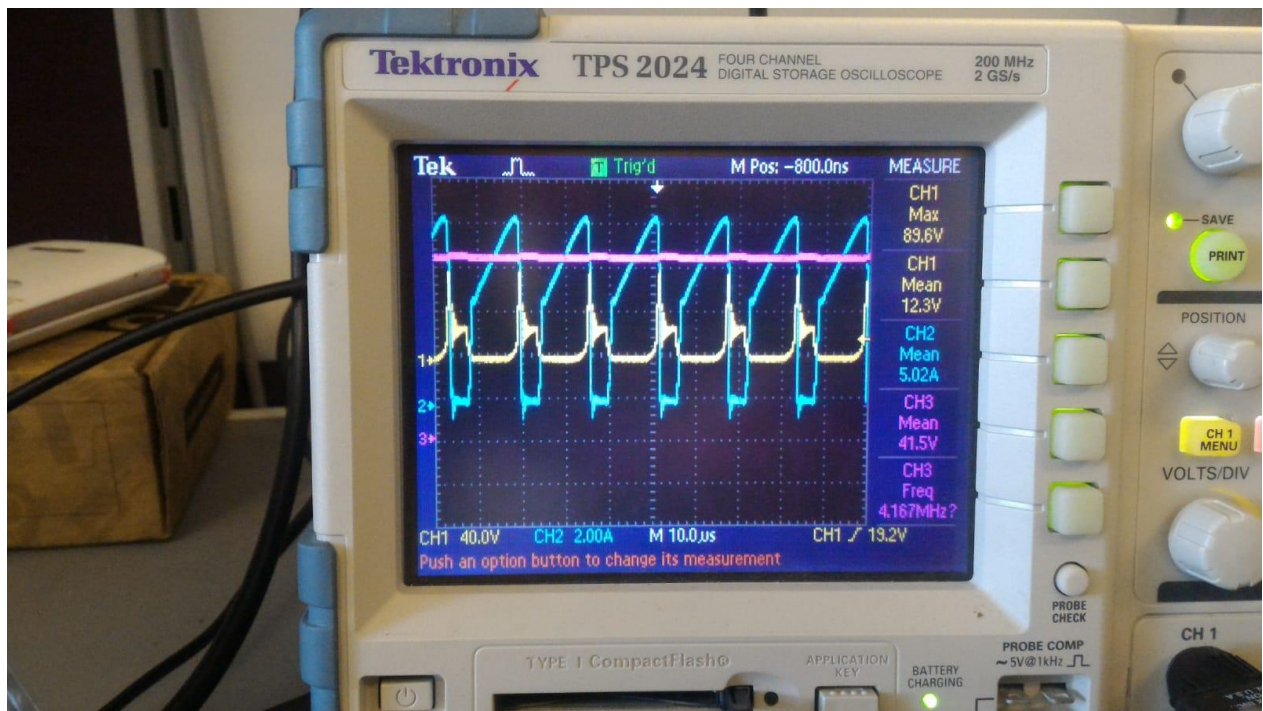 Tektronix TPS 2024 FOUR CHANNEL DIGITAL STORAGE OSCILLOSCOPE
200 MHz
2 GS/s
Tek Trig'd M Pos: -800.0ns MEASURE
CH1
Max
89.6V
CH1
Mean
12.3V
CH2
Mean
5.02A
CH3
Mean
41.5V
CH3
Freq
4.167MHz?
1
2
3
CH1 40.0V CH2 2.00A M 10.0µs CH1 19.2V
Push an option button to change its measurement
SAVE
PRINT
POSITION
CH 1
MENU
VOLTS/DIV
PROBE
CHECK
CH 1
PROBE COMP
~5V@1kHz
TYPE I CompactFlash®
APPLICATION
KEY
BATTERY
CHARGING